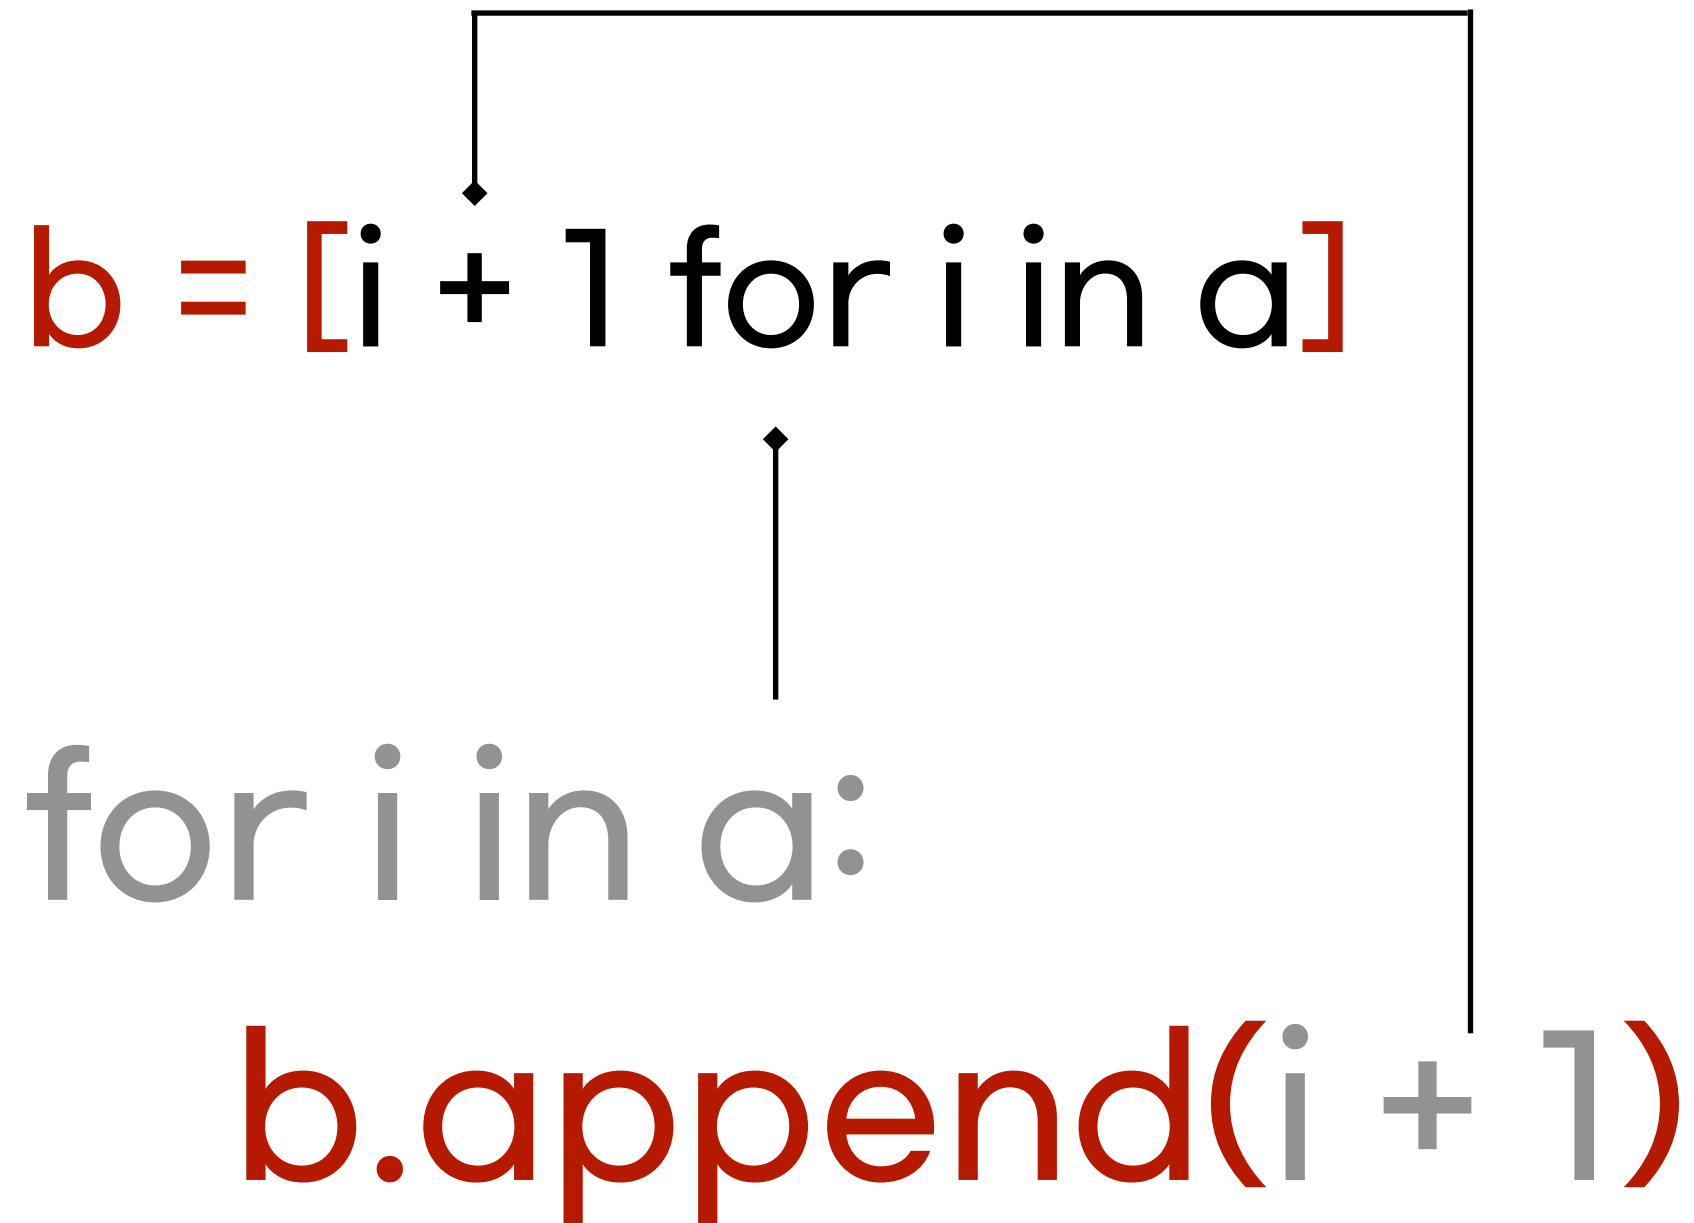 b = [i + 1 for i in a]
for i in a:
b.append(i + 1)